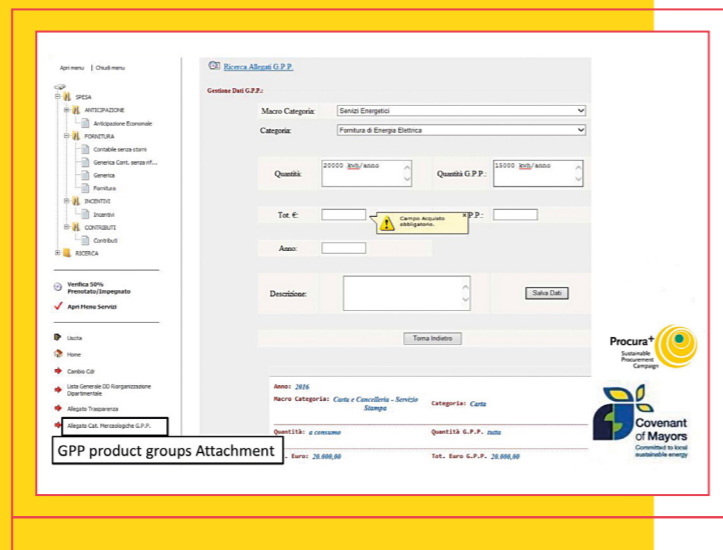 Apri menu | Chiudi menu
SPESA
ANTICIPAZIONE
Anticipazione Economale
FORNITURA
Contabile senza storni
Generica Cont. senza rif...
Generica
Fornitura
INCENTIVI
Incentivi
CONTRIBUTI
Contributi
RICERCA
Verifica 50%
Prenotato/Impegnato
Apri Menu Servizi
Uscita
Home
Cambio Cdr
Lista Generale DD Riorganizzazione
Dipartimentale
Allegato Trasparenza
Allegato Cat. Merceologiche G.P.P.
GPP product groups Attachment
Ricerca Allegati G.P.P.
Gestione Dati G.P.P.:
Macro Categoria: Servizi Energetici
Categoria: Fornitura di Energia Elettrica
Quantità: 20000 kwh/anno Quantità G.P.P.: 15000 kwh/anno
Tot. €: Campo Acquisto x P.P.:
obbligatorio.
Anno:
Descrizione: Salva Dati
Torna Indietro
Anno: 2016
Macro Categoria: Carta e Cancelleria - Servizio
Stampa
Categoria: Carta
Quantità: a consumo Quantità G.P.P. tutta
. Euro: 20.000,00 Tot. Euro G.P.P. 20.000,00
Procura+
Sustainable
Procurement
Campaign
Covenant
of Mayors
Committed to local
sustainable energy